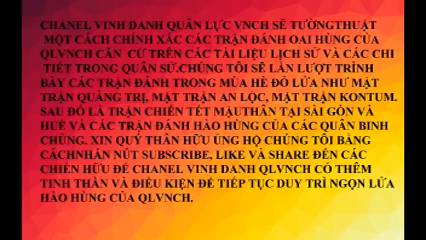 CHANEL VINH DANH QUÂN LỰC VNCH SẼ TƯỜNGTHUẬT
MỘT CÁCH CHÍNH XÁC CÁC TRẬN ĐÁNH OAI HÙNG CỦA
QLVNCH CĂN CỨ TRÊN CÁC TÀI LIỆU LỊCH SỬ VÀ CÁC CHI
TIẾT TRONG QUÂN SỬ.CHÚNG TÔI SẼ LẦN LƯỢT TRÌNH
BÀY CÁC TRẬN ĐÁNH TRONG MÙA HÈ ĐỎ LỬA NHƯ MẶT
TRẬN QUẢNG TRỊ, MẶT TRẬN AN LỘC, MẶT TRẬN KONTUM.
SAU ĐÓ LÀ TRẬN CHIẾN TẾT MẬUTHÂN TẠI SÀI GÒN VÀ
HUẾ VÀ CÁC TRẬN ĐÁNH HÀO HÙNG CỦA CÁC QUÂN BINH
CHỦNG. XIN QUÝ THÂN HỮU ỦNG HỘ CHÚNG TÔI BẰNG
CÁCHNHẤN NÚT SUBSCRIBE, LIKE VÀ SHARE ĐẾN CÁC
CHIẾN HỮU ĐỂ CHANEL VINH DANH QLVNCH CÓ THÊM
TINH THẦN VÀ ĐIỀU KIỆN ĐỂ TIẾP TỤC DUY TRÌ NGỌN LỬA
HÀO HÙNG CỦA QLVNCH.